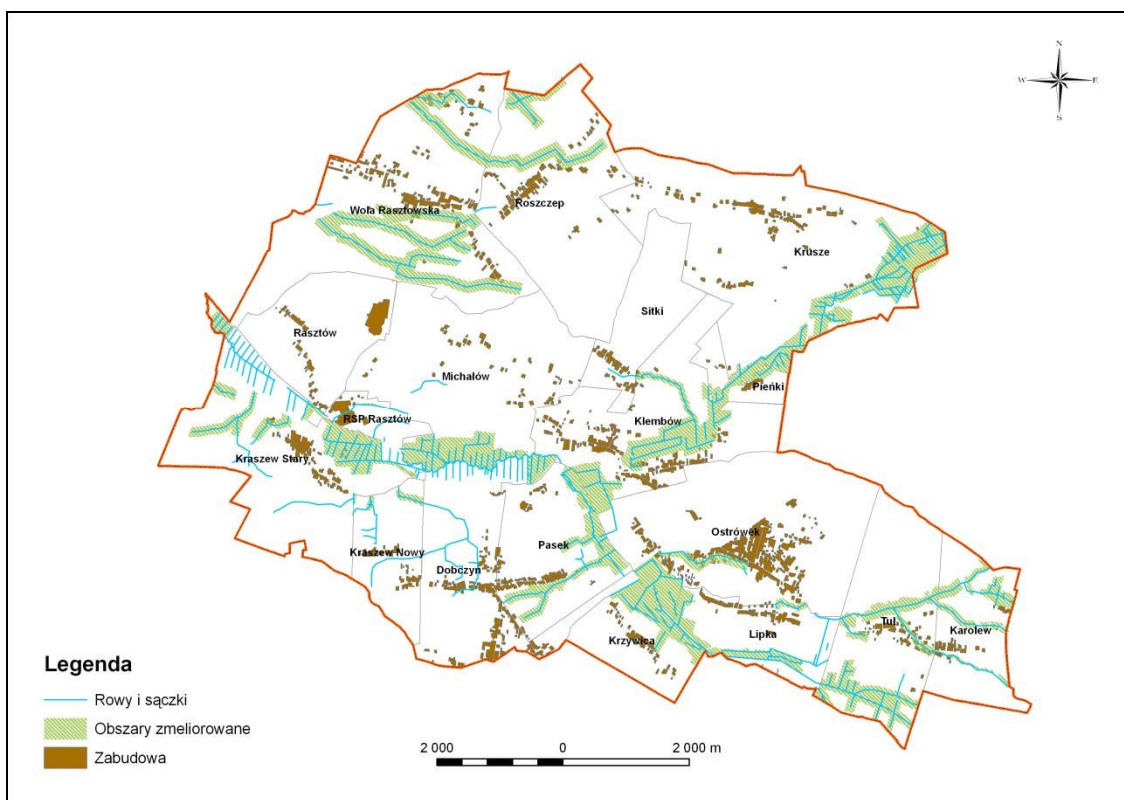 N
W E
S
Wola Rasztowska
Roszczep
Krusze
Sitki
Rasztów
Michałów
Pieńki
RSP Rasztów
Klembów
Kraszew Stary
Ostrówek
Pasek
Kraszew Nowy
Dobczyn
Krzywica
Lipka
Tul
Karolew
Legenda
Rowy i sączki
Obszary zmeliorowane
Zabudowa
2 000 0 2 000 m